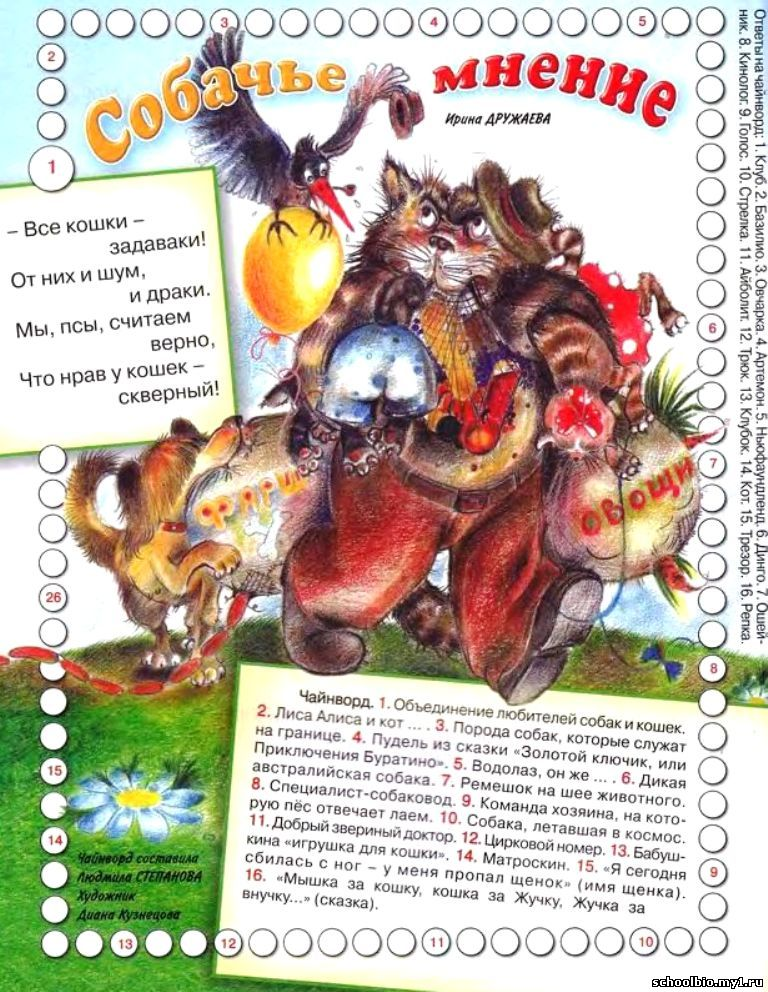 Собачье мнение
Ирина ДРУЖАЕВА
– Все кошки –
задаваки!
От них и шум,
и драки.
Мы, псы, считаем
верно,
Что нрав у кошек –
скверный!
фарш
овощи
Чайнворд. 1. Объединение любителей собак и кошек.
2. Лиса Алиса и кот ... . 3. Порода собак, которые служат
на границе. 4. Пудель из сказки «Золотой ключик, или
Приключения Буратино». 5. Водолаз, он же ... . 6. Дикая
австралийская собака. 7. Ремешок на шее животного.
8. Специалист-собаковод. 9. Команда хозяина, на кото-
рую пёс отвечает лаем. 10. Собака, летавшая в космос.
11. Добрый звериный доктор. 12. Цирковой номер. 13. Бабуш-
кина «игрушка для кошки». 14. Матроскин. 15. «Я сегодня
сбилась с ног – у меня пропал щенок» (имя щенка).
16. «Мышка за кошку, кошка за Жучку, Жучка за
внучку...» (сказка).
Чайнворд составила
Людмила СТЕПАНОВА
Художник
Диана Кузнецова
1
2
3
4
5
6
7
8
9
10
11
12
13
14
15
26
Ответы на чайнворд: 1. Клуб. 2. Базилио. 3. Овчарка. 4. Артемон. 5. Ньюфаундленд. 6. Динго. 7. Ошей-
ник. 8. Кинолог. 9. Голос. 10. Стрелка. 11. Айболит. 12. Трюк. 13. Клубок. 14. Кот. 15. Трезор. 16. Репка.
schoolbio.my1.ru